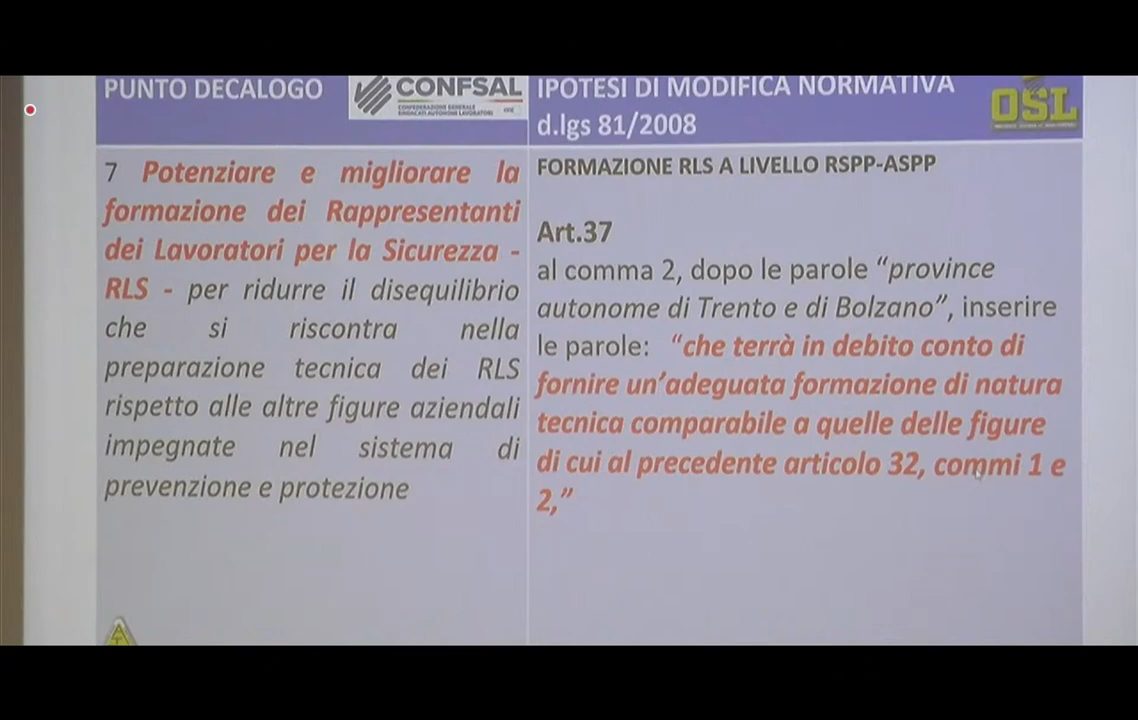 PUNTO DECALOGO
CONFSAL
CONFEDERAZIONE GENERALE
SINDACATI AUTONOMI LAVORATORI
IPOTESI DI MODIFICA NORMATIVA
d.lgs 81/2008
OSL
7 Potenziare e migliorare la
formazione dei Rappresentanti
dei Lavoratori per la Sicurezza -
RLS - per ridurre il disequilibrio
che si riscontra nella
preparazione tecnica dei RLS
rispetto alle altre figure aziendali
impegnate nel sistema di
prevenzione e protezione
FORMAZIONE RLS A LIVELLO RSPP-ASPP
Art.37
al comma 2, dopo le parole “province
autonome di Trento e di Bolzano”, inserire
le parole: “che terrà in debito conto di
fornire un’adeguata formazione di natura
tecnica comparabile a quelle delle figure
di cui al precedente articolo 32, commi 1 e
2,”